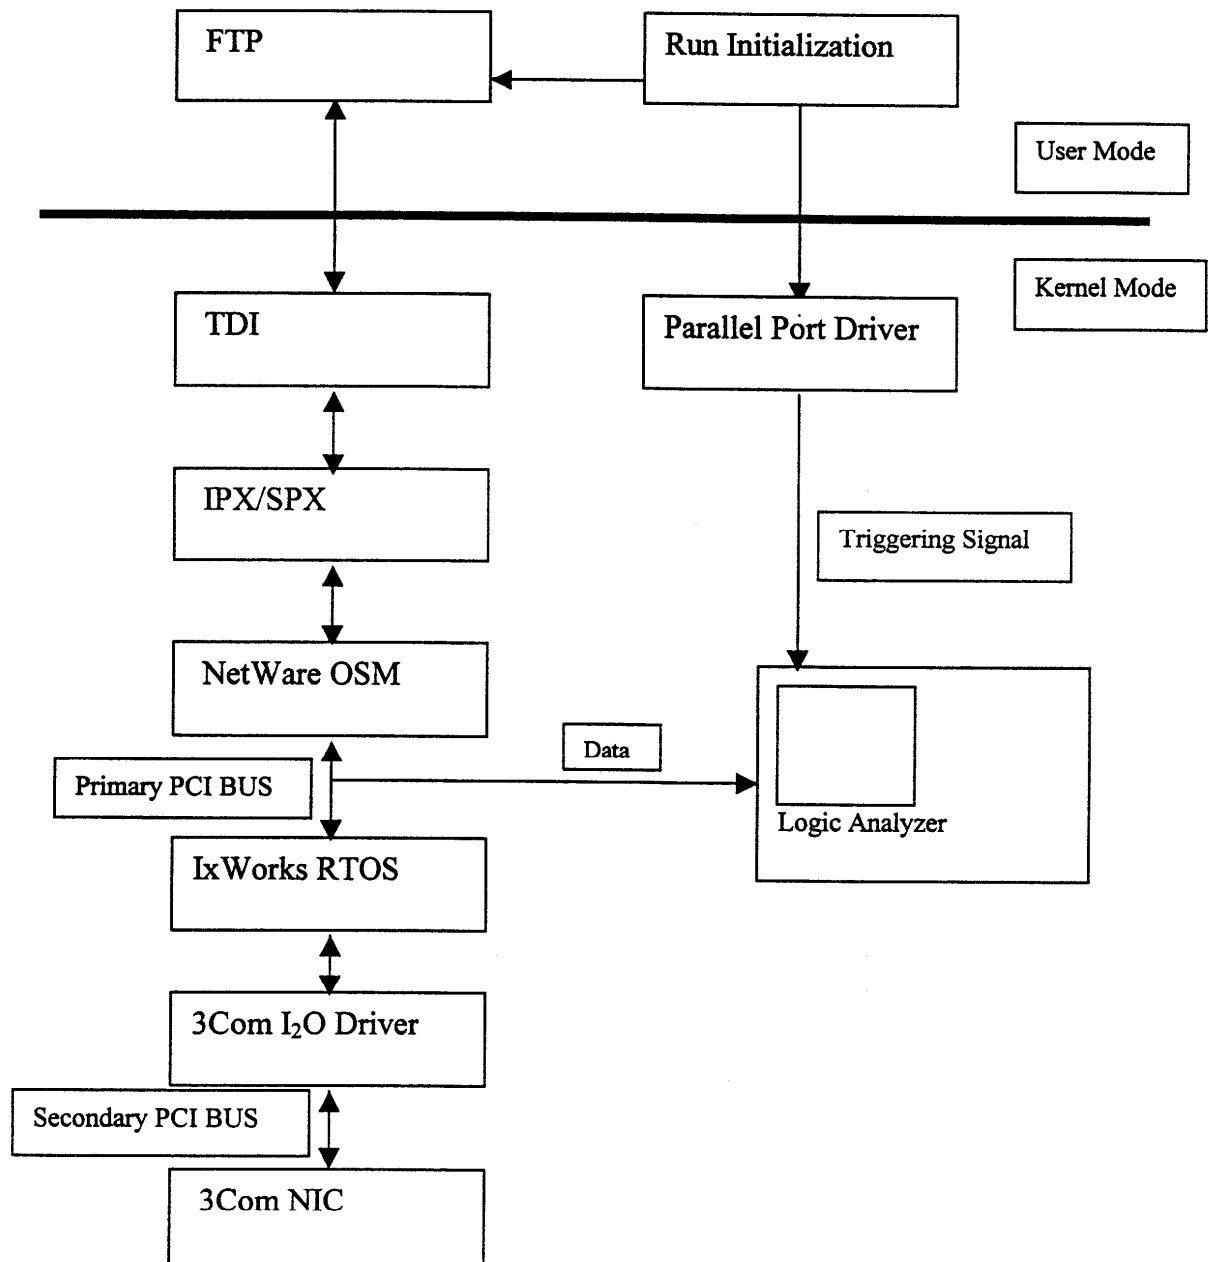 FTP
Run Initialization
User Mode
Kernel Mode
TDI
Parallel Port Driver
IPX/SPX
Triggering Signal
NetWare OSM
Data
Primary PCI BUS
Logic Analyzer
IxWorks RTOS
3Com I₂O Driver
Secondary PCI BUS
3Com NIC